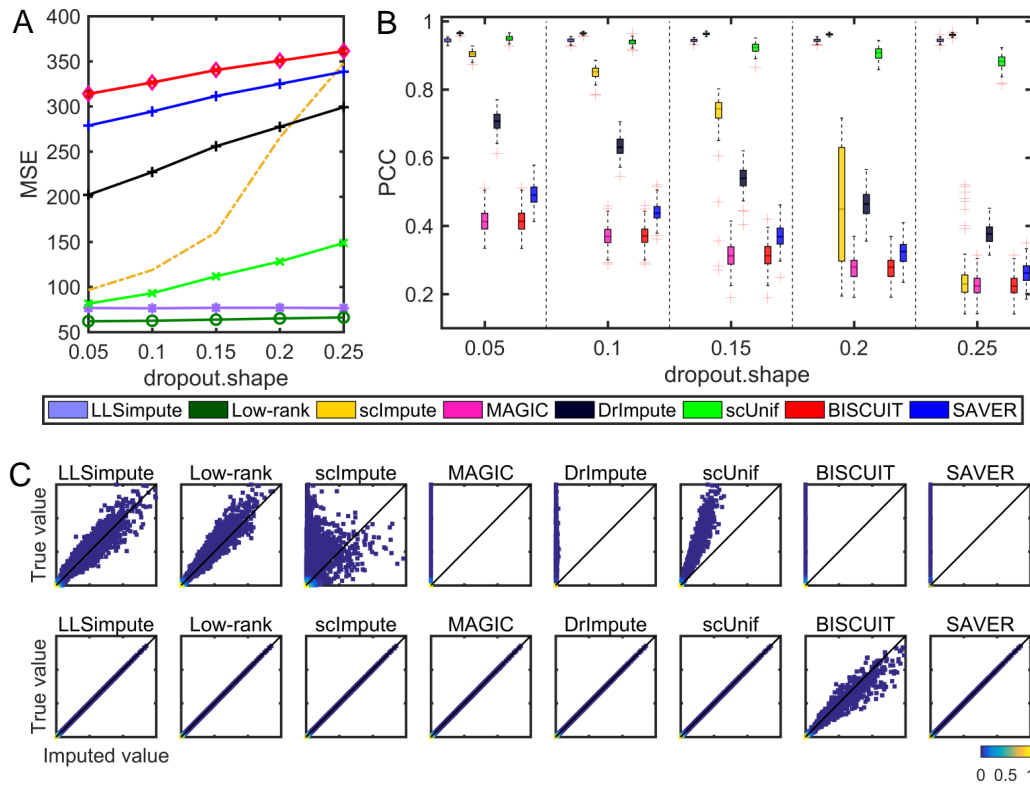 A
400
350
300
250
200
150
100
50
MSE
0.05 0.1 0.15 0.2 0.25
dropout.shape
B
1
0.8
0.6
0.4
0.2
PCC
0.05 0.1 0.15 0.2 0.25
dropout.shape
LLSimpute Low-rank scImpute MAGIC DrImpute scUnif BISCUIT SAVER
C
LLSimpute Low-rank scImpute MAGIC DrImpute scUnif BISCUIT SAVER
True value
LLSimpute Low-rank scImpute MAGIC DrImpute scUnif BISCUIT SAVER
True value
Imputed value
0 0.5 1